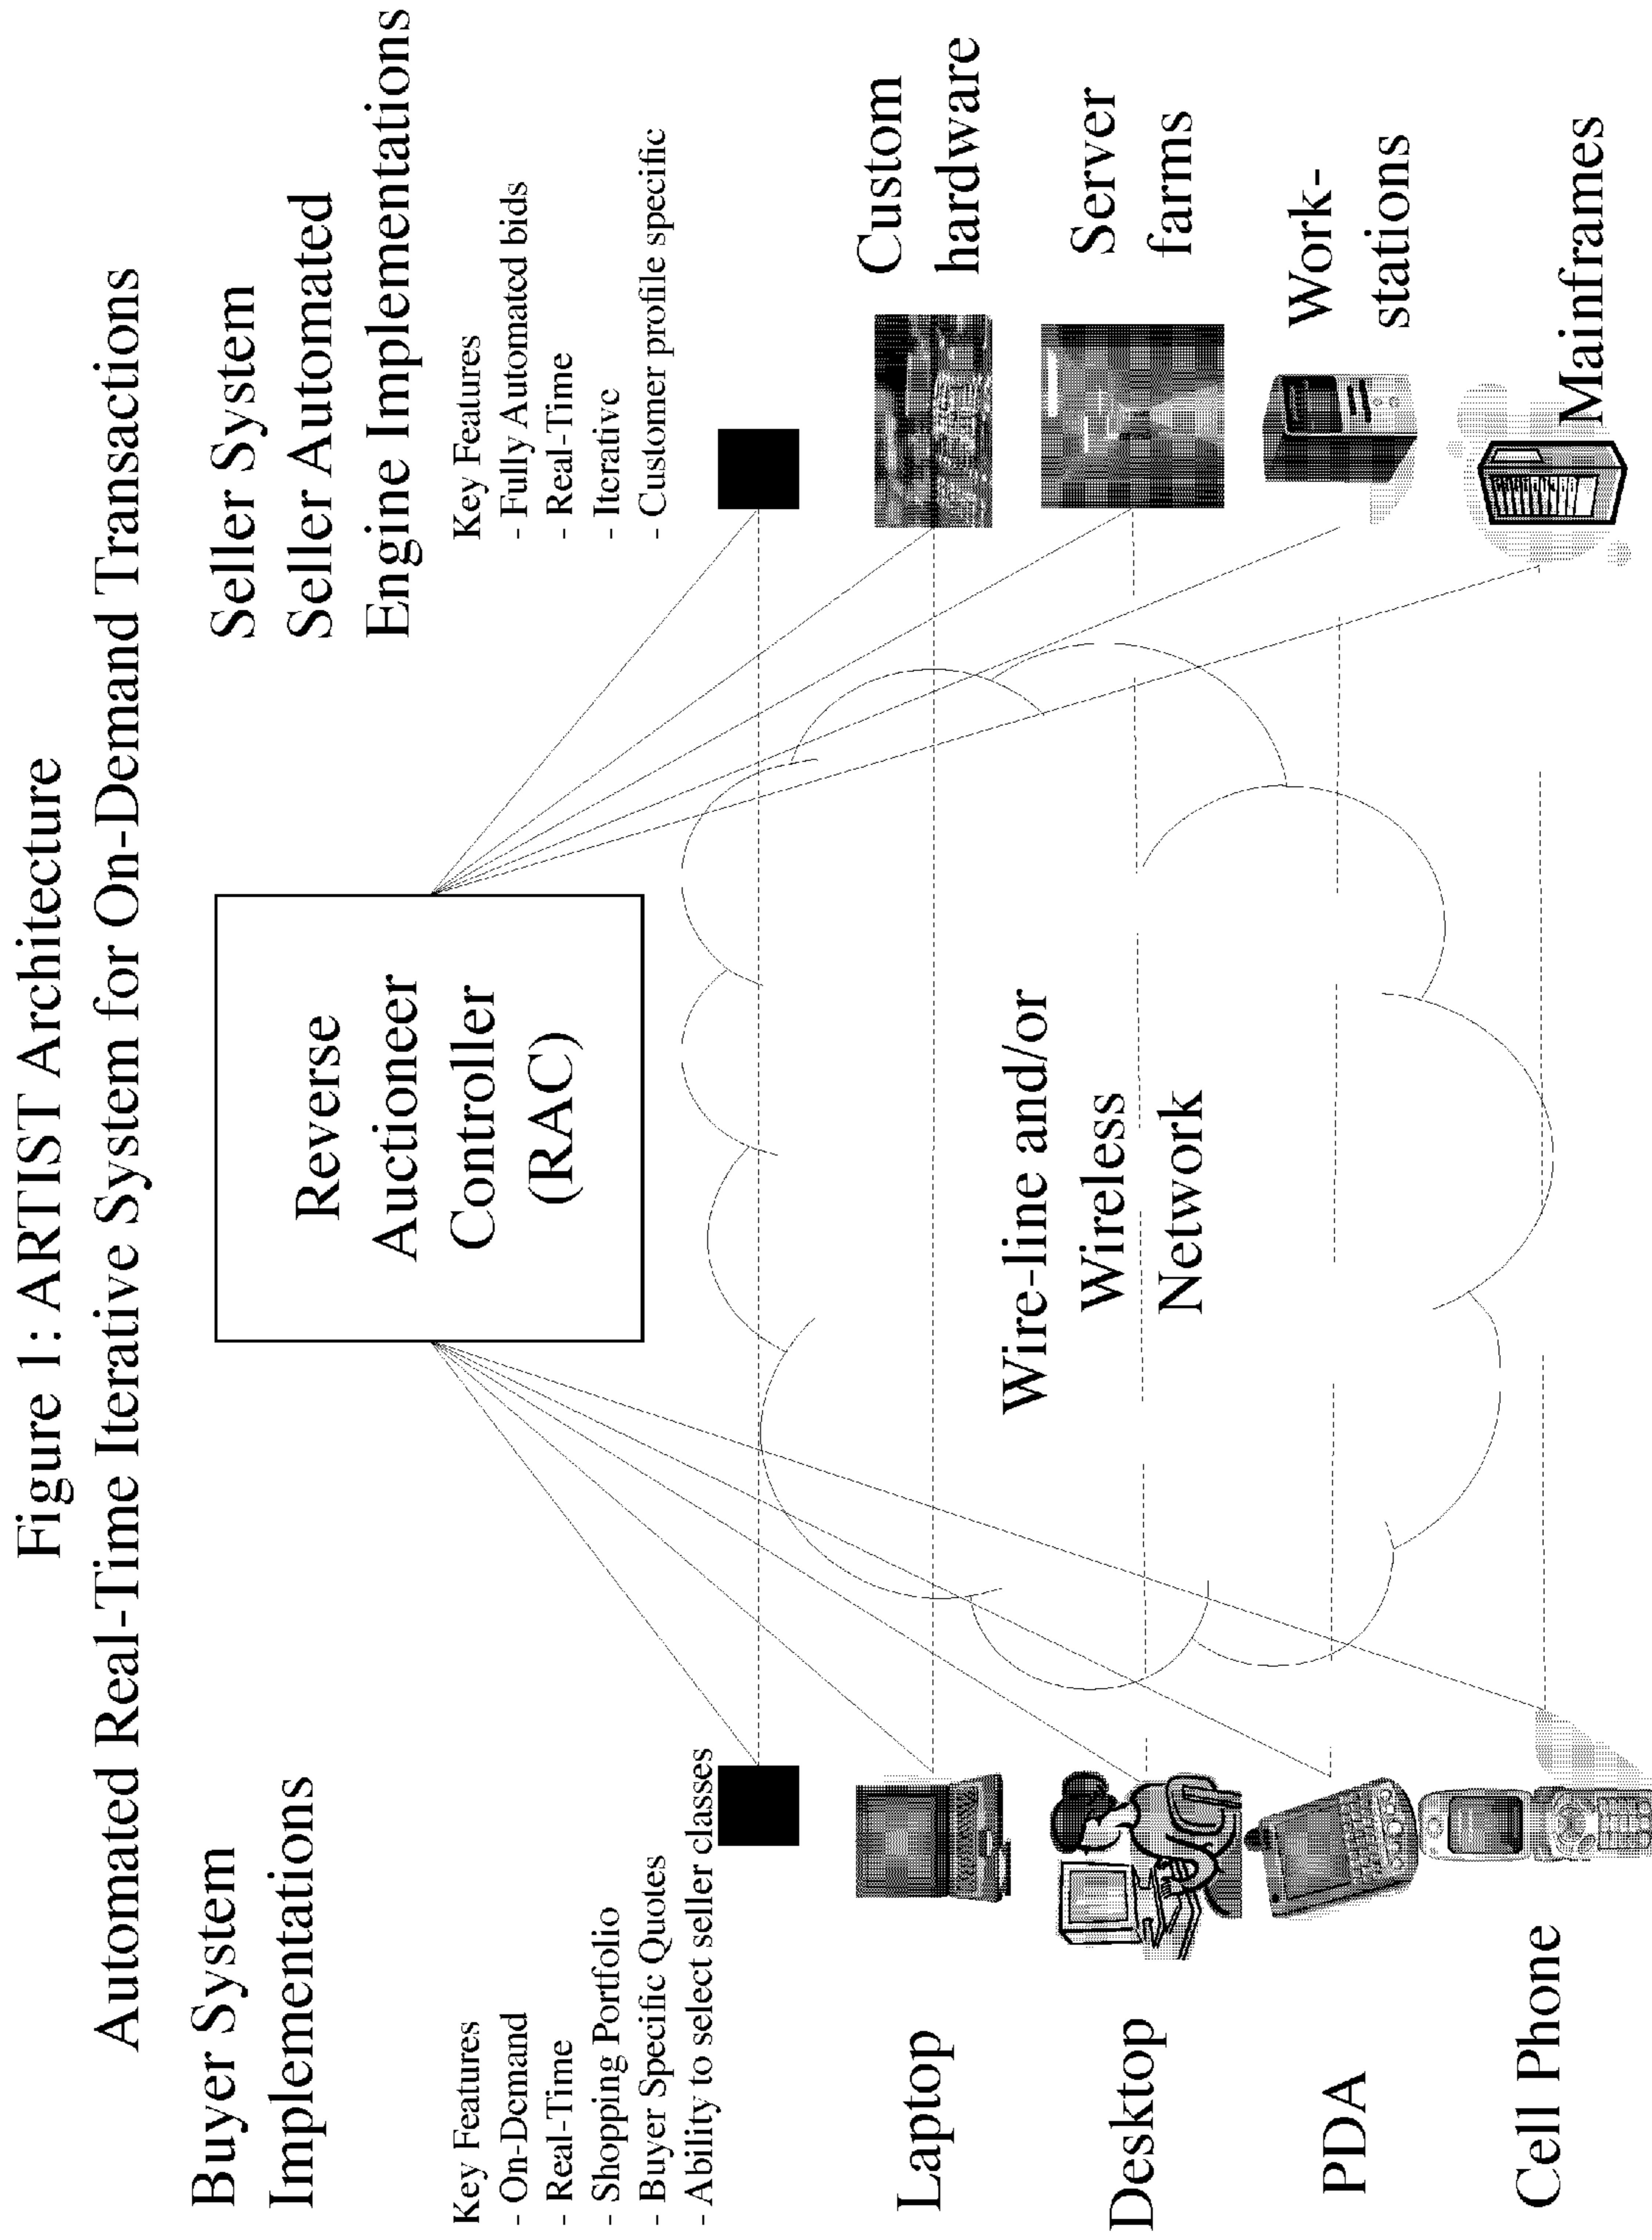 Figure 1: ARTIST Architecture
Automated Real-Time Iterative System for On-Demand Transactions
Buyer System
Implementations
Key Features
- On-Demand
- Real-Time
- Shopping Portfolio
- Buyer Specific Quotes
- Ability to select seller classes
Laptop
Desktop
PDA
Cell Phone
Reverse
Auctioneer
Controller
(RAC)
Wire-line and/or
Wireless
Network
Seller System
Seller Automated
Engine Implementations
Key Features
- Fully Automated bids
- Real-Time
- Iterative
- Customer profile specific
Custom
hardware
Server
farms
Work-
stations
Mainframes